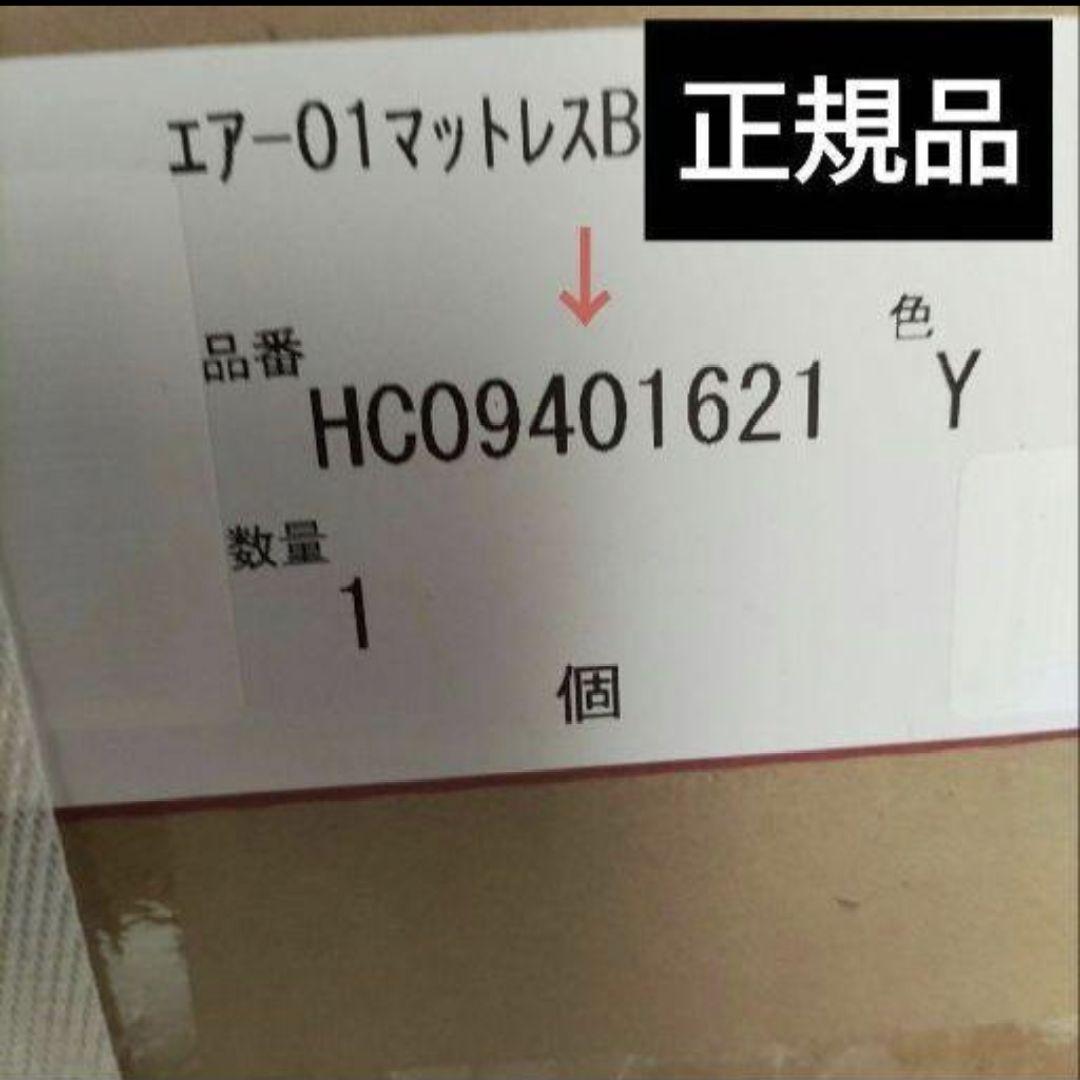 エアー01マットレスB
正規品
色
品番
HC09401621 Y
数量
1
個